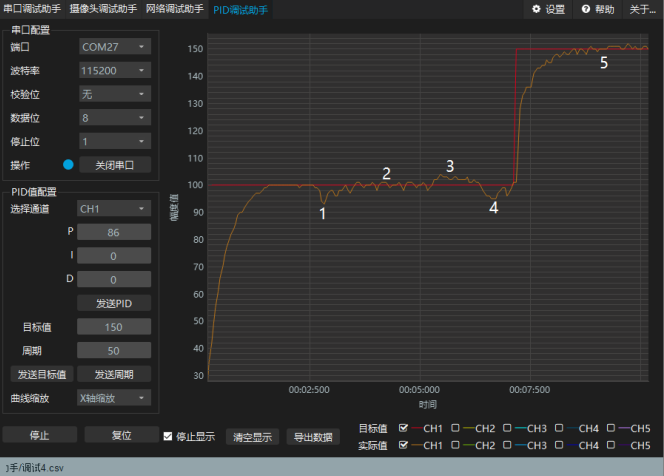 串口调试助手 摄像头调试助手 网络调试助手 PID调试助手 设置 帮助 关于...
串口配置
端口 COM27
波特率 115200
校验位 无
数据位 8
停止位 1
操作 关闭串口
PID值配置
选择通道 CH1
P 86
I 0
D 0
发送PID
目标值 150
周期 50
发送目标值 发送周期
曲线缩放 X轴缩放
停止 复位
幅度值
150
140
130
120
110
100
90
80
70
60
50
40
30
1
2
3
4
5
00:02:500 00:05:000 00:07:500
时间
停止显示 清空显示 导出数据
目标值 CH1 CH2 CH3 CH4 CH5
实际值 CH1 CH2 CH3 CH4 CH5
手/调试4.csv